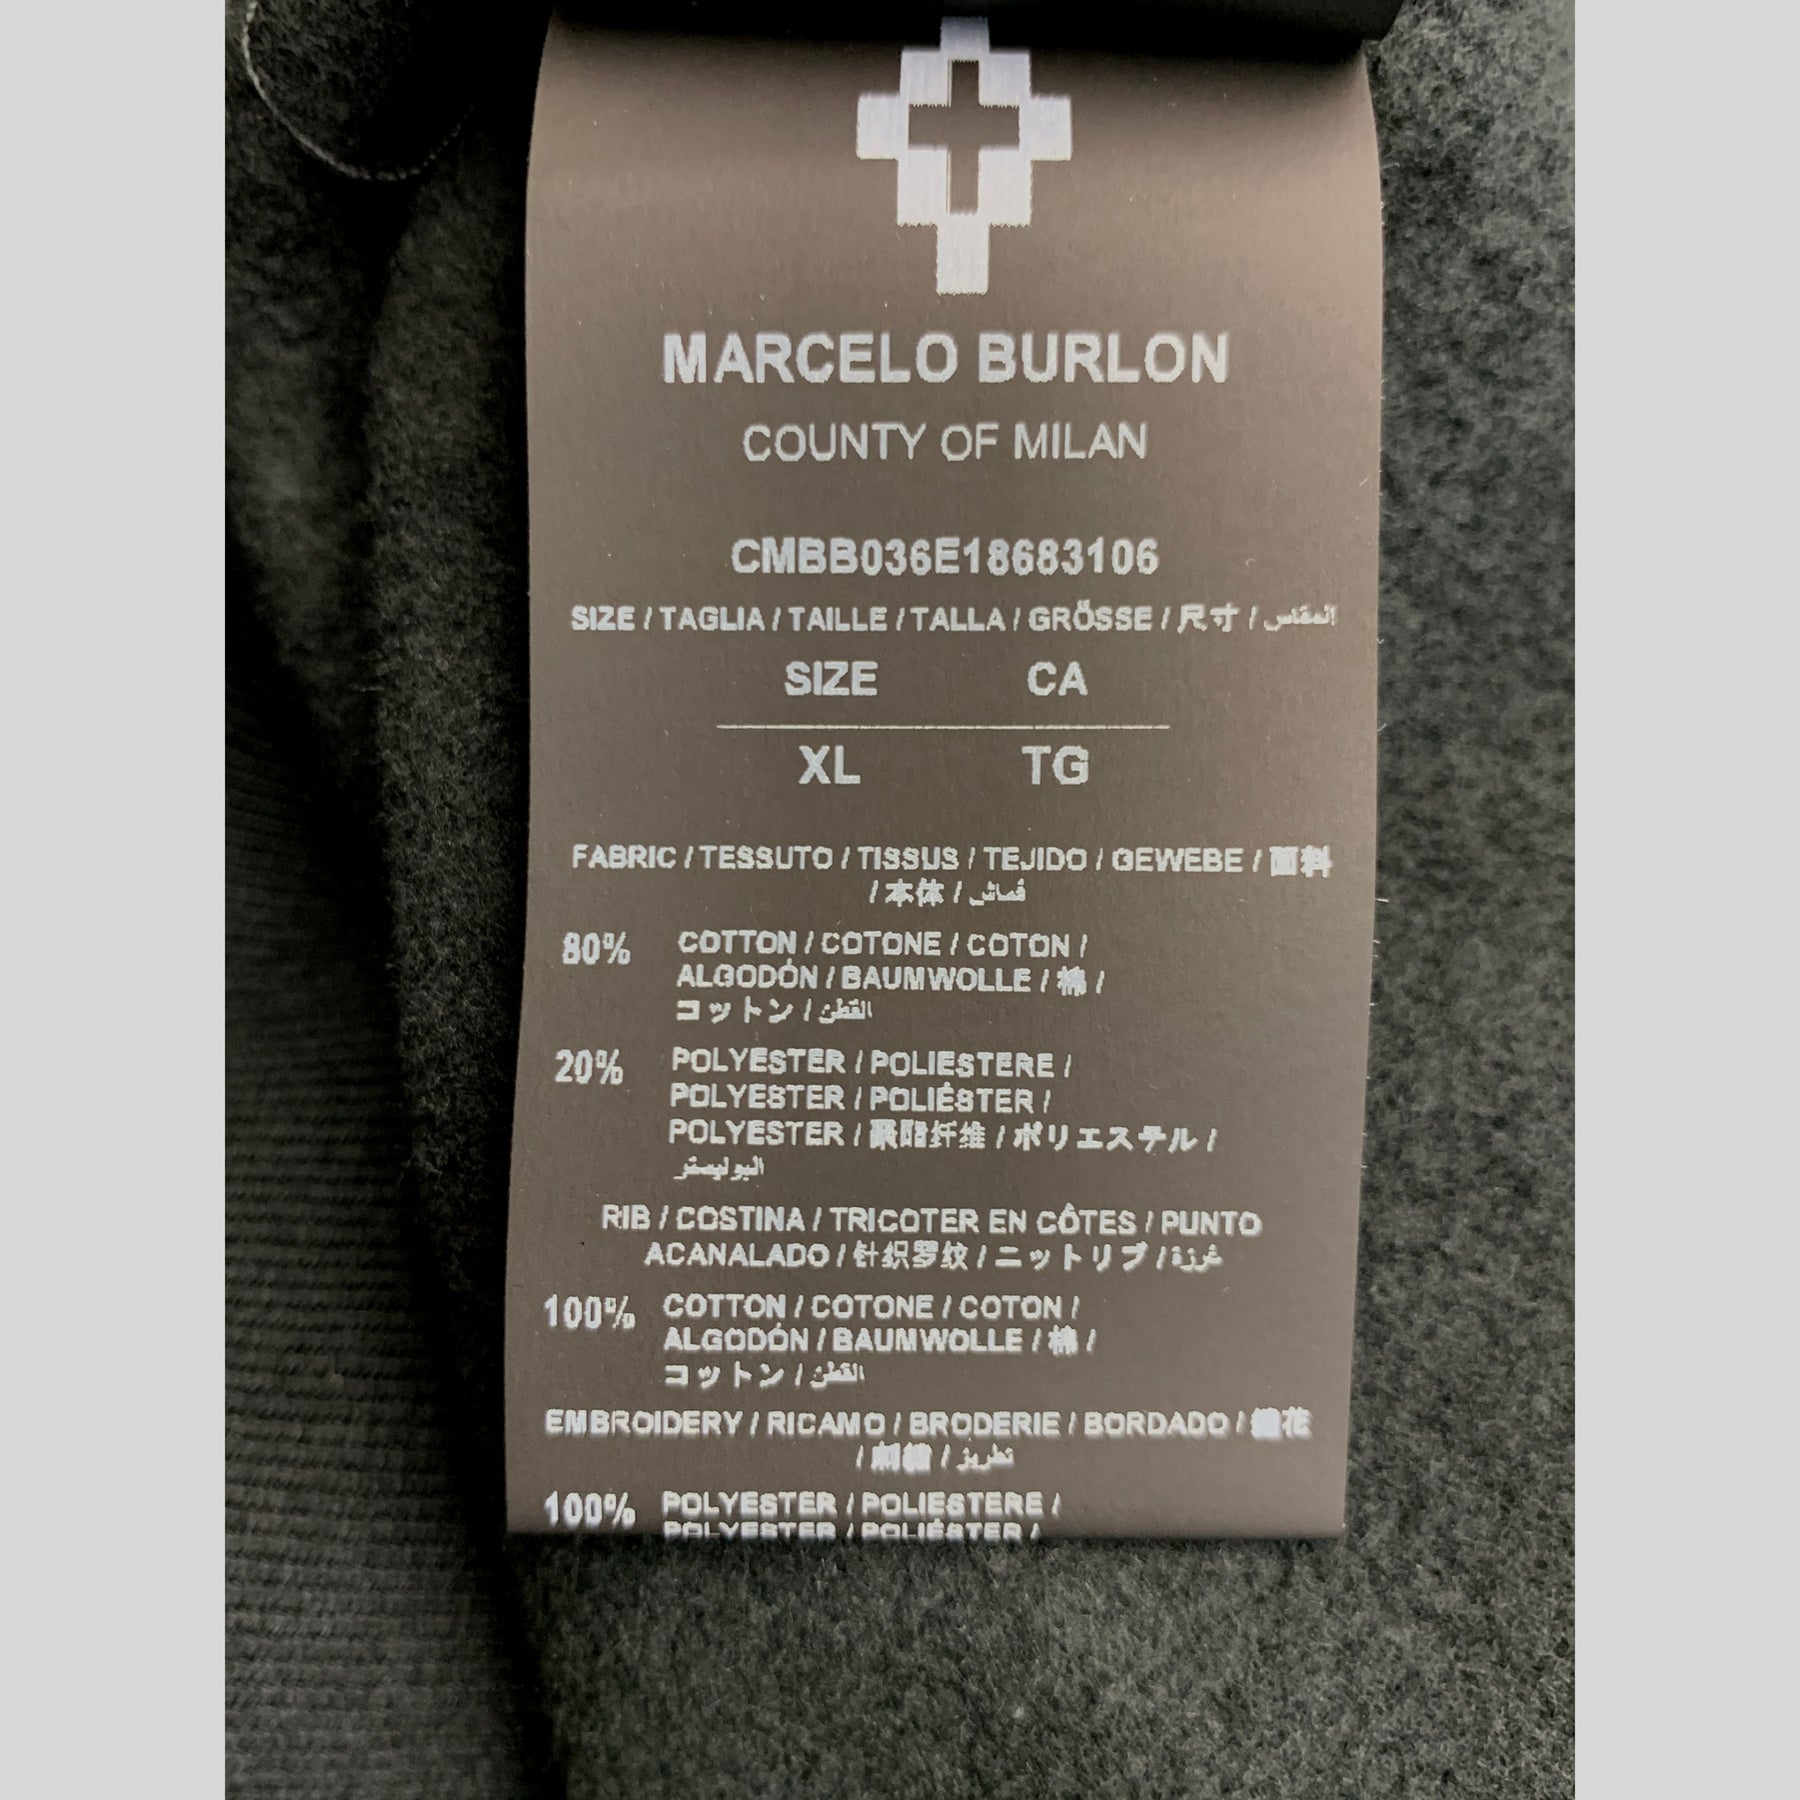 MARCELO BURLON
COUNTY OF MILAN
CMBB036E18683106
SIZE / TAGLIA / TAILLE / TALLA / GRÖSSE / 尺寸 / المقاس
SIZE CA
XL TG
FABRIC / TESSUTO / TISSUS / TEJIDO / GEWEBE / 面料
/ 本体 / قماش
80% COTTON / COTONE / COTON /
ALGODÓN / BAUMWOLLE / 棉 /
コットン / القطن
20% POLYESTER / POLIESTERE /
POLYESTER / POLIÉSTER /
POLYESTER / 聚酯纤维 / ポリエステル /
البوليستر
RIB / COSTINA / TRICOTER EN CÔTES / PUNTO
ACANALADO / 针织罗纹 / ニットリブ / غرزة
100% COTTON / COTONE / COTON /
ALGODÓN / BAUMWOLLE / 棉 /
コットン / القطن
EMBROIDERY / RICAMO / BRODERIE / BORDADO / 繡花
/ 刺繍 / تطريز
100% POLYESTER / POLIESTERE /
POLYESTER / POLIÉSTER /